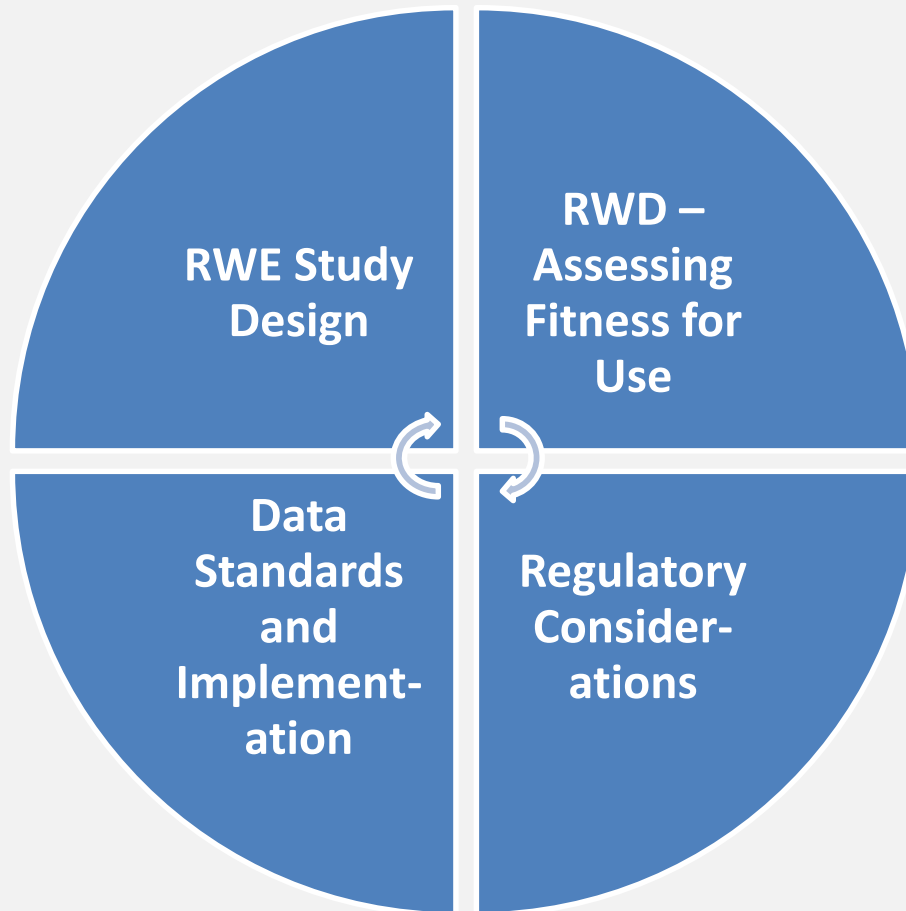 RWE Study
Design
RWD –
Assessing
Fitness for
Use
Data
Standards
and
Implement-
ation
Regulatory
Consider-
ations